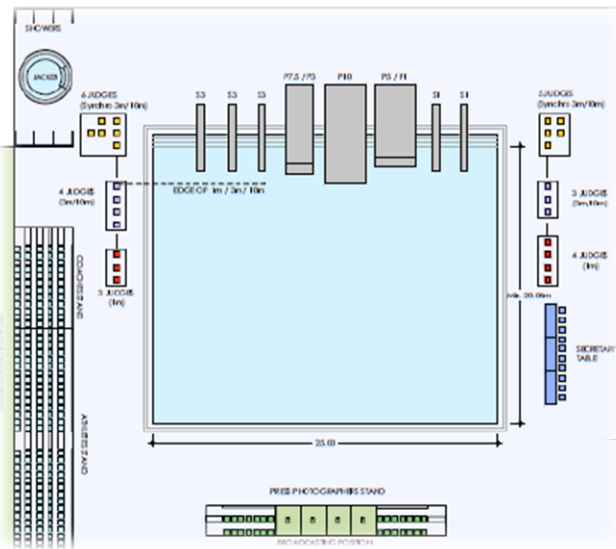 SHOWERS
JACUZZI
6 JUDGES
(Synchro 3m/10m)
S3
S3
S3
P7.5 / P3
P10
P5 / P1
S1
S1
5 JUDGES
(Synchro 3m/10m)
4 JUDGES
(3m/10m)
EDGE OF 1m / 3m / 10m
3 JUDGES
(3m/10m)
3 JUDGES
(1m)
4 JUDGES
(1m)
COACHES STAND
SECRETARY
TABLE
25.00
ATHLETES STAND
PRESS PHOTOGRAPHERS STAND
BROADCASTING POSITION